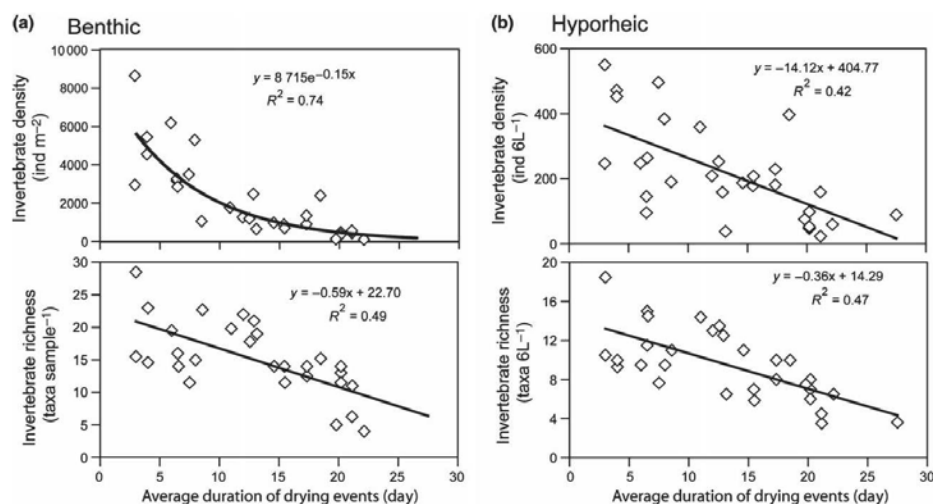 (a) Benthic
Invertebrate density
(ind m⁻²)
10 000
8000
6000
4000
2000
0
y = 8 715e⁻⁰·¹⁵ˣ
R² = 0.74
Invertebrate richness
(taxa sample⁻¹)
30
25
20
15
10
5
0
y = −0.59x + 22.70
R² = 0.49
0 5 10 15 20 25 30
Average duration of drying events (day)
(b) Hyporheic
Invertebrate density
(ind 6L⁻¹)
600
400
200
0
y = −14.12x + 404.77
R² = 0.42
Invertebrate richness
(taxa 6L⁻¹)
20
16
12
8
4
0
y = −0.36x + 14.29
R² = 0.47
0 5 10 15 20 25 30
Average duration of drying events (day)